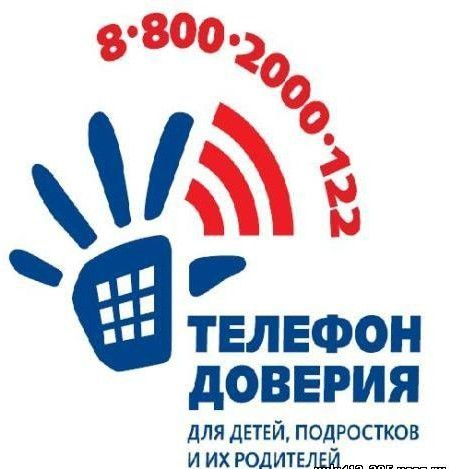 8·800·2000·122
ТЕЛЕФОН
ДОВЕРИЯ
ДЛЯ ДЕТЕЙ, ПОДРОСТКОВ
И ИХ РОДИТЕЛЕЙ